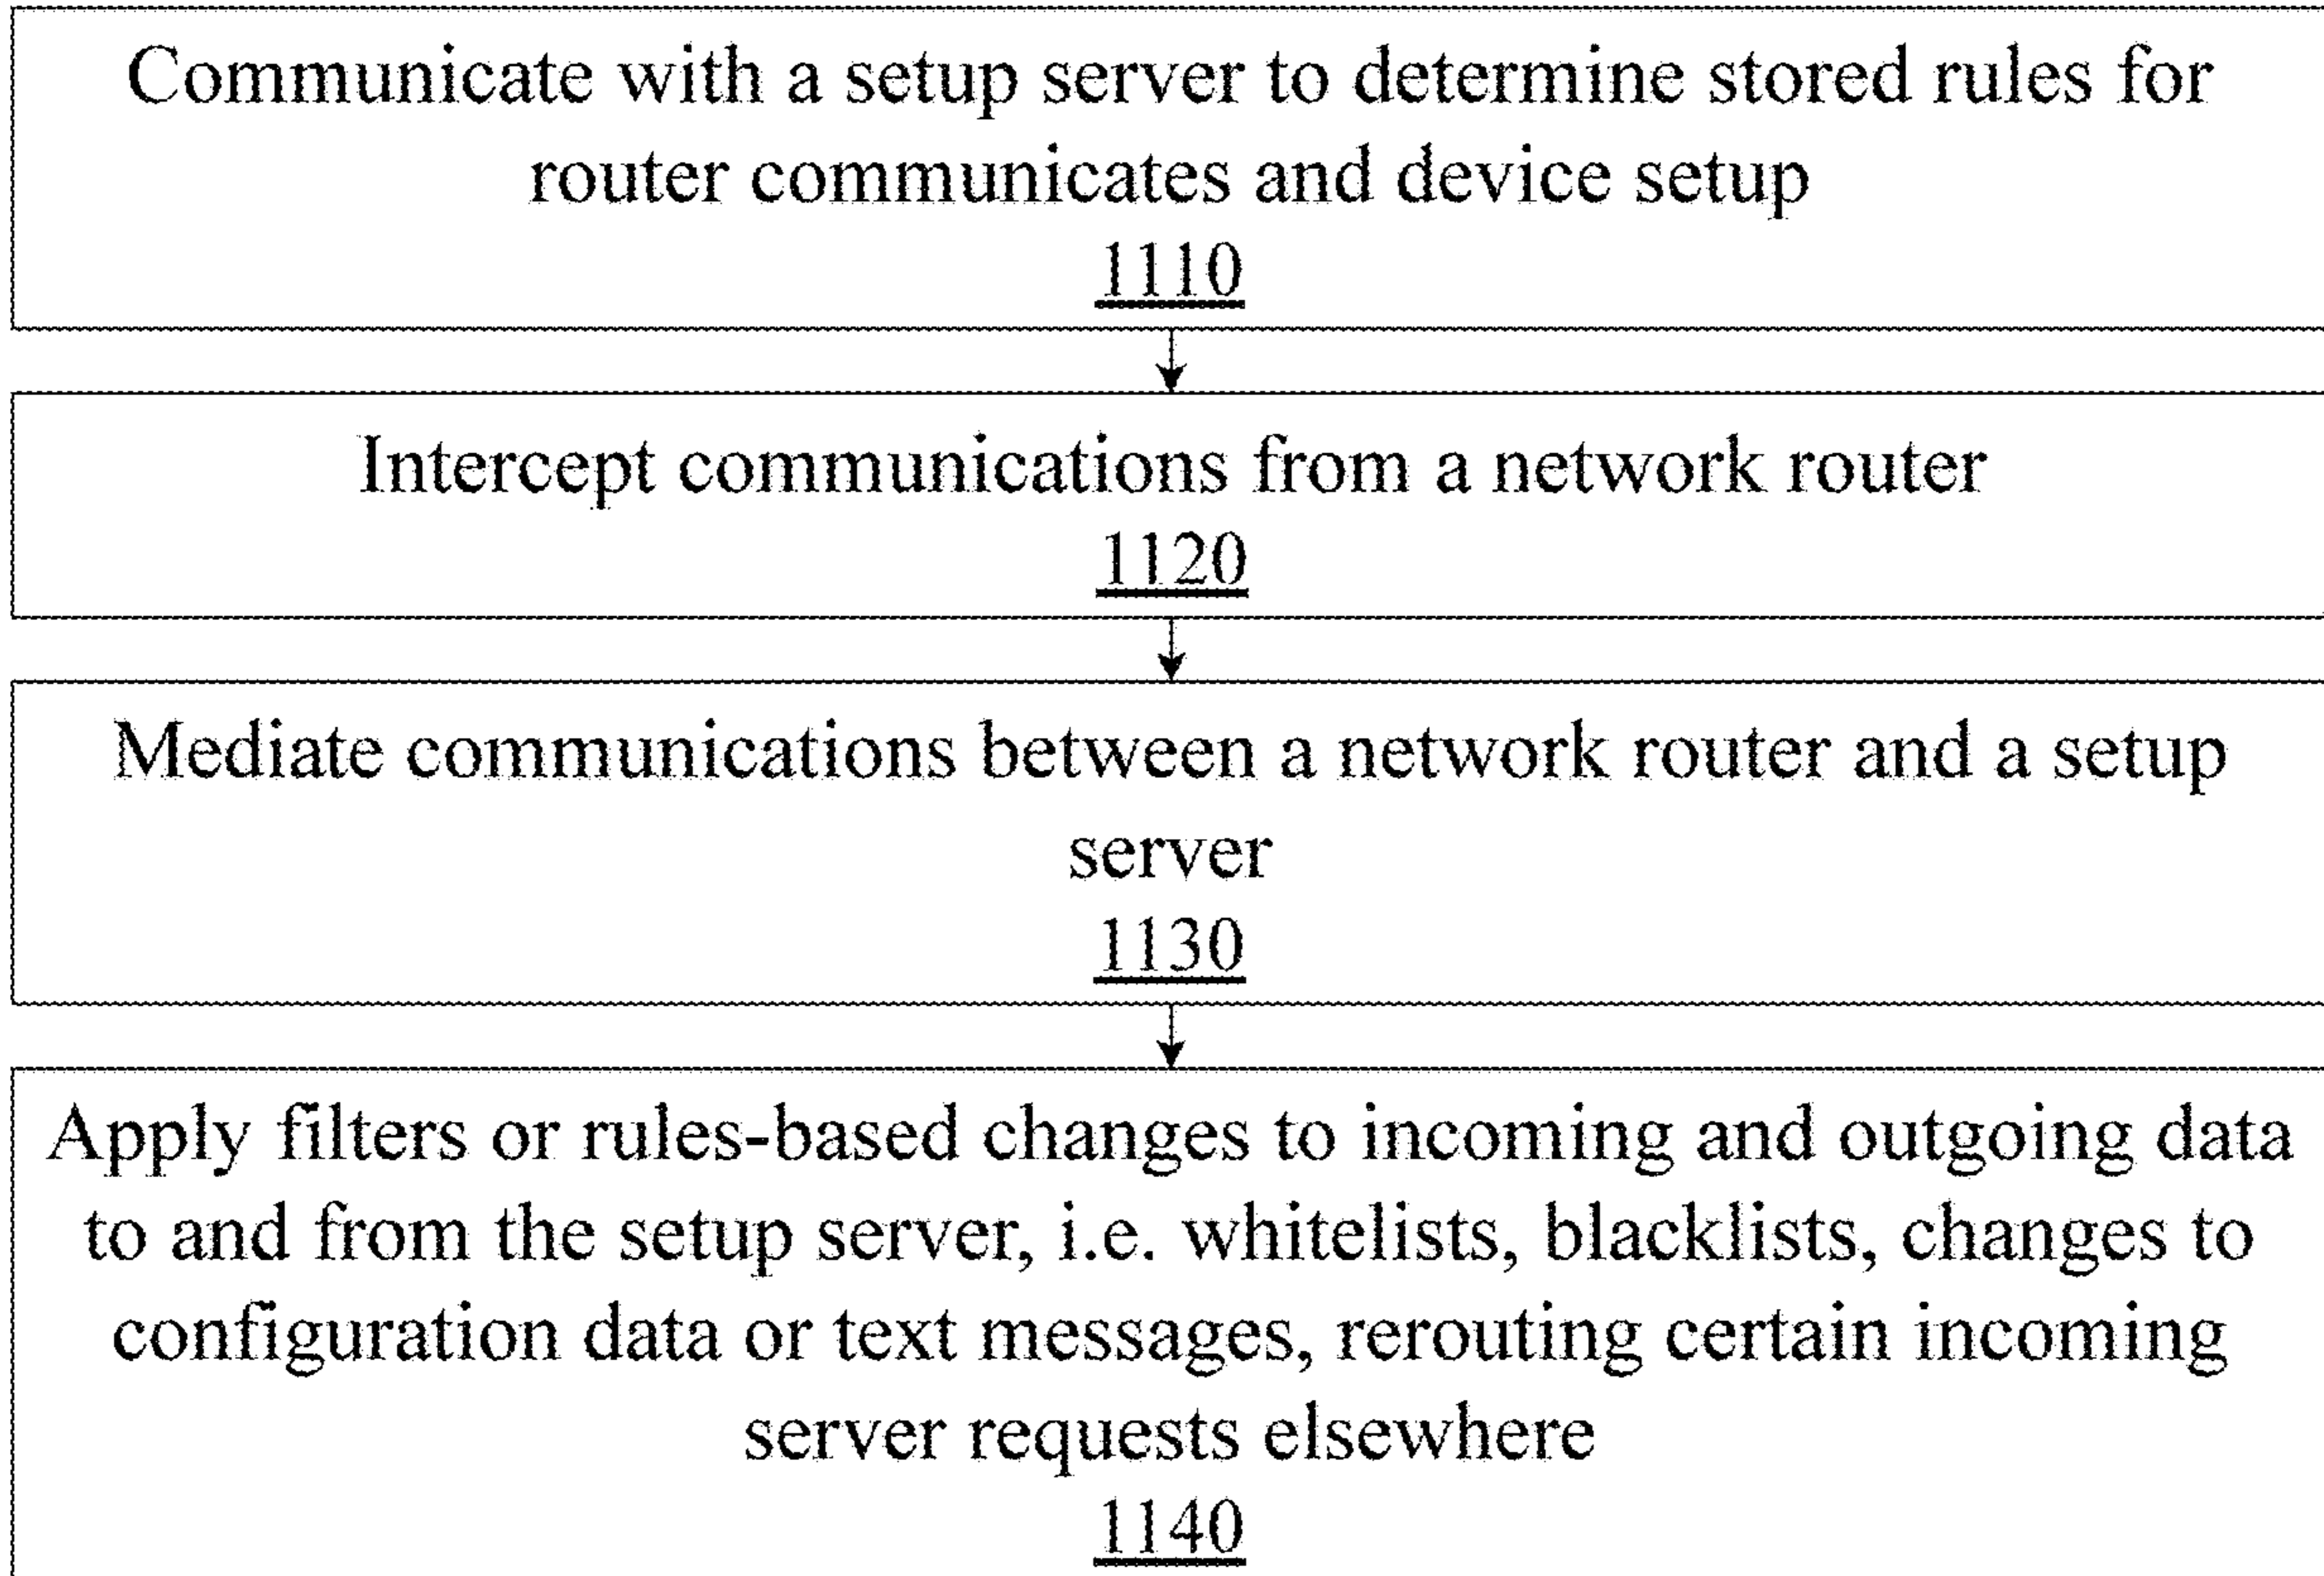 Communicate with a setup server to determine stored rules for
router communicates and device setup
1110
Intercept communications from a network router
1120
Mediate communications between a network router and a setup
server
1130
Apply filters or rules-based changes to incoming and outgoing data
to and from the setup server, i.e. whitelists, blacklists, changes to
configuration data or text messages, rerouting certain incoming
server requests elsewhere
1140